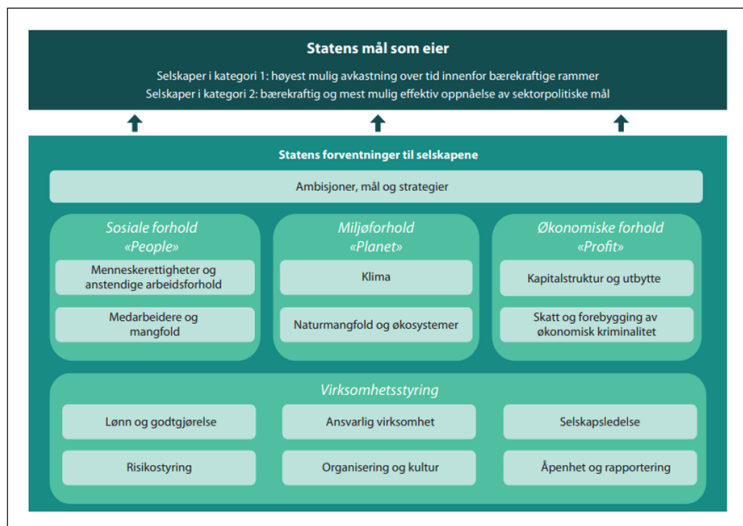 Statens mål som eier
Selskaper i kategori 1: høyest mulig avkastning over tid innenfor bærekraftige rammer
Selskaper i kategori 2: bærekraftig og mest mulig effektiv oppnåelse av sektorpolitiske mål
Statens forventninger til selskapene
Ambisjoner, mål og strategier
Sosiale forhold
«People»
Menneskerettigheter og
anstendige arbeidsforhold
Medarbeidere og
mangfold
Miljøforhold
«Planet»
Klima
Naturmangfold og økosystemer
Økonomiske forhold
«Profit»
Kapitalstruktur og utbytte
Skatt og forebygging av
økonomisk kriminalitet
Virksomhetsstyring
Lønn og godtgjørelse
Ansvarlig virksomhet
Selskapsledelse
Risikostyring
Organisering og kultur
Åpenhet og rapportering